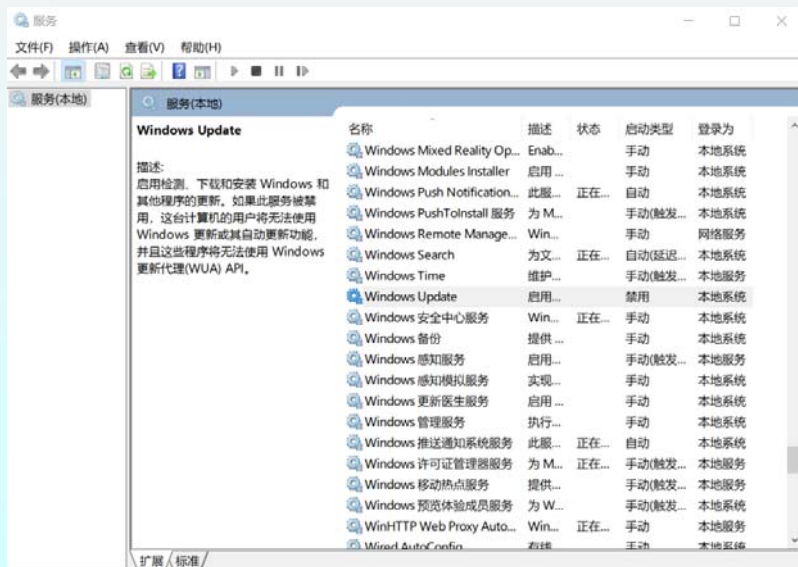 服务
文件(F) 操作(A) 查看(V) 帮助(H)
服务(本地)
服务(本地)
Windows Update
描述:
启用检测、下载和安装 Windows 和
其他程序的更新。如果此服务被禁
用，这台计算机的用户将无法使用
Windows 更新或其自动更新功能，
并且这些程序将无法使用 Windows
更新代理(WUA) API。
名称 描述 状态 启动类型 登录为
Windows Mixed Reality Op... Enab... 手动 本地系统
Windows Modules Installer 启用 ... 手动 本地系统
Windows Push Notification... 此服... 正在... 自动 本地系统
Windows PushToInstall 服务 为 M... 手动(触发... 本地系统
Windows Remote Manage... Win... 手动 网络服务
Windows Search 为文... 正在... 自动(延迟... 本地系统
Windows Time 维护... 手动(触发... 本地服务
Windows Update 启用... 禁用 本地系统
Windows 安全中心服务 Win... 正在... 手动 本地系统
Windows 备份 提供 ... 手动 本地系统
Windows 感知服务 启用... 手动(触发... 本地服务
Windows 感知模拟服务 实现... 手动 本地系统
Windows 更新医生服务 启用 ... 手动 本地系统
Windows 管理服务 执行... 手动 本地系统
Windows 推送通知系统服务 此服... 正在... 自动 本地系统
Windows 许可证管理器服务 为 M... 正在... 手动(触发... 本地服务
Windows 移动热点服务 提供... 手动(触发... 本地服务
Windows 预览体验成员服务 为 W... 手动(触发... 本地系统
WinHTTP Web Proxy Auto... Win... 正在... 手动 本地服务
Wired AutoConfig 有线... 手动 本地系统
扩展 标准